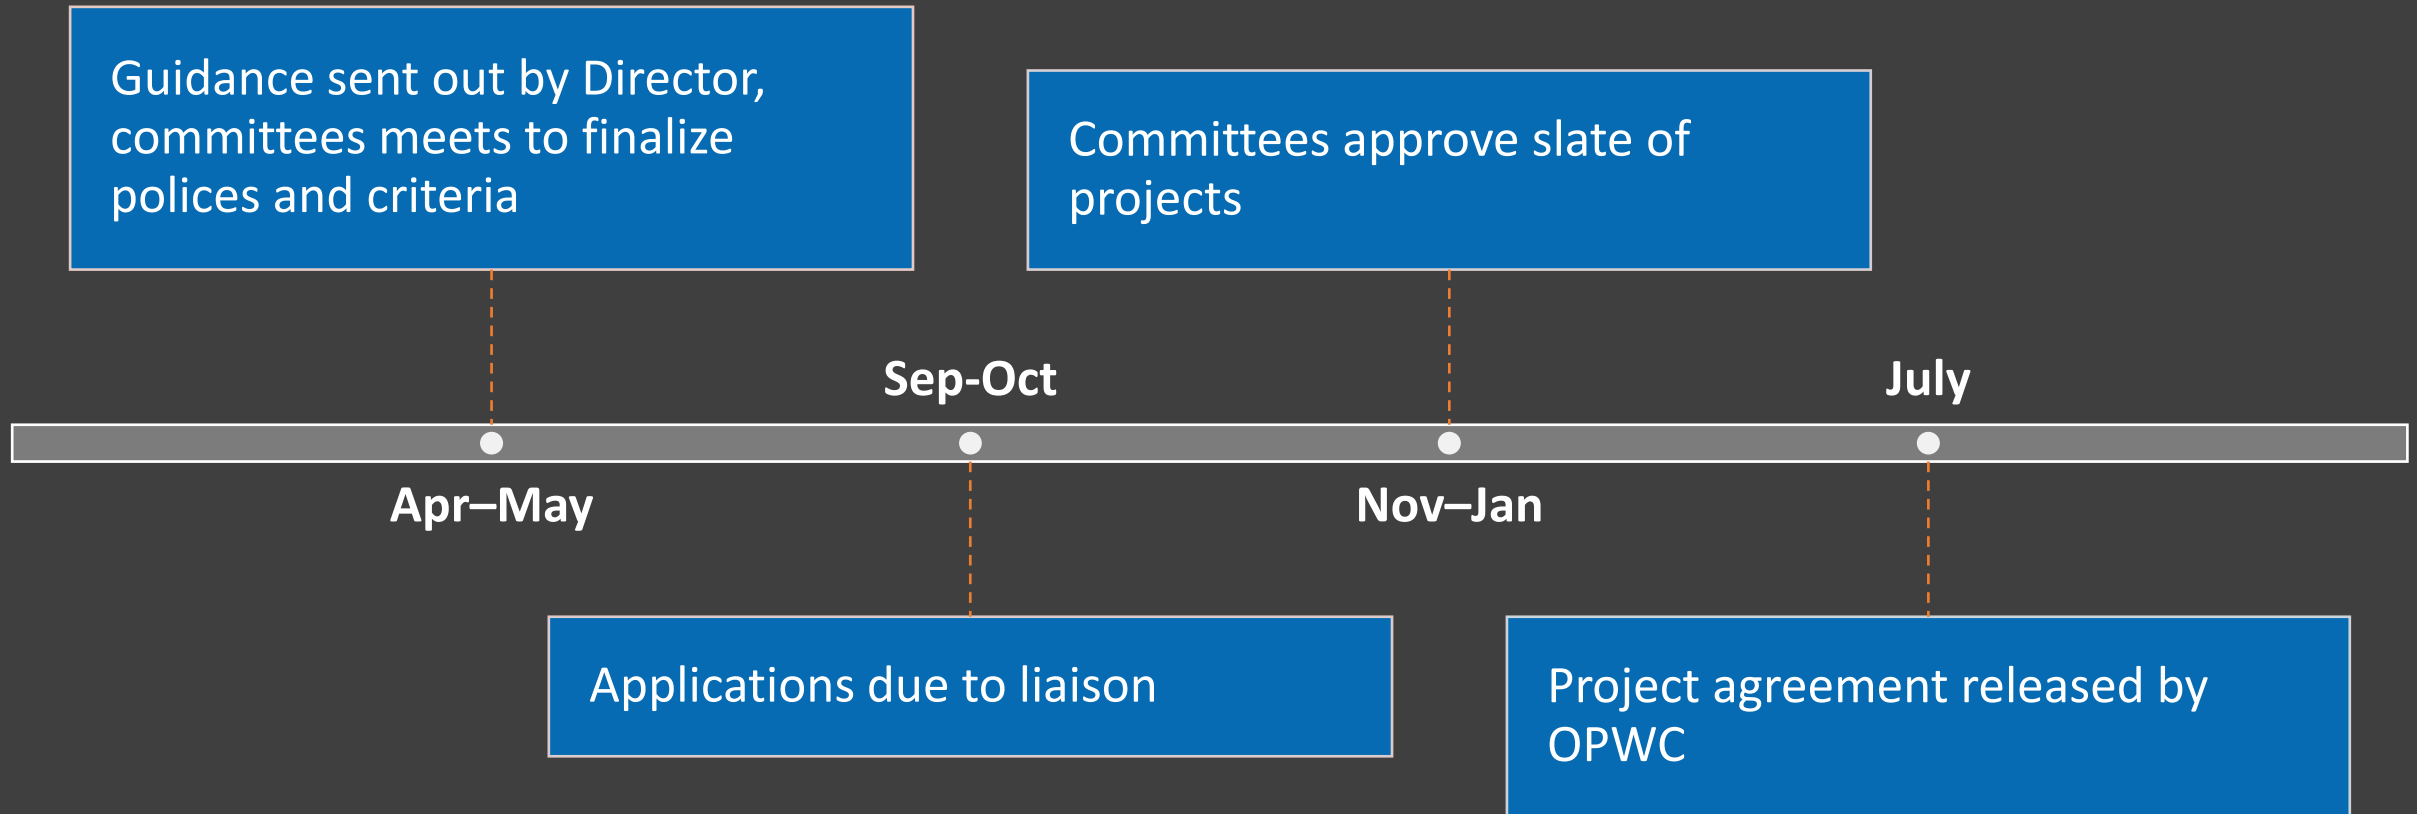 Guidance sent out by Director,
committees meets to finalize
polices and criteria
Committees approve slate of
projects
Sep-Oct
July
Apr–May
Nov–Jan
Applications due to liaison
Project agreement released by
OPWC